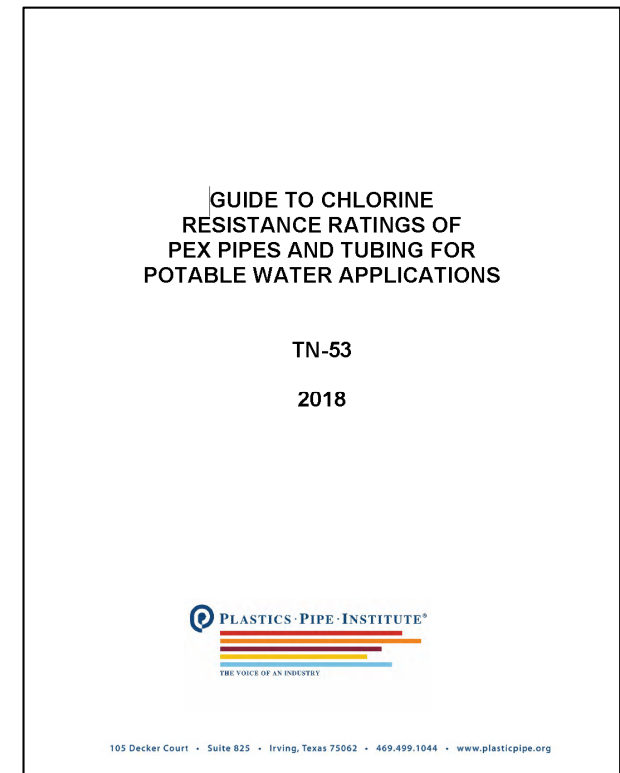 GUIDE TO CHLORINE
RESISTANCE RATINGS OF
PEX PIPES AND TUBING FOR
POTABLE WATER APPLICATIONS
TN-53
2018
PLASTICS·PIPE·INSTITUTE®
THE VOICE OF AN INDUSTRY
105 Decker Court • Suite 825 • Irving, Texas 75062 • 469.499.1044 • www.plasticpipe.org